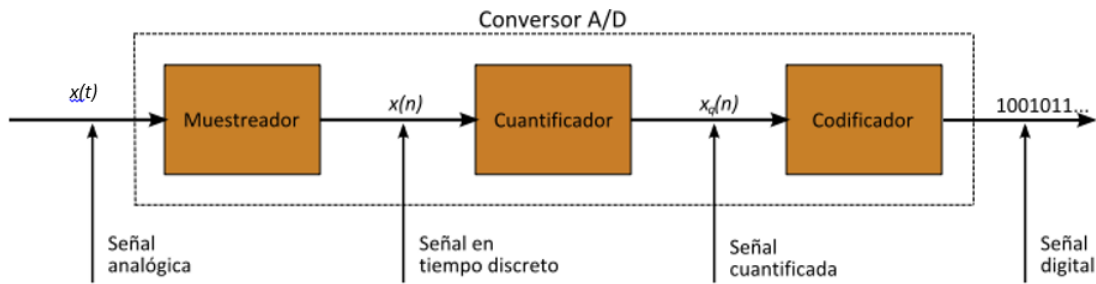 Conversor A/D
x(t)
Muestreador
x(n)
Cuantificador
xq(n)
Codificador
1001011...
Señal
analógica
Señal en
tiempo discreto
Señal
cuantificada
Señal
digital